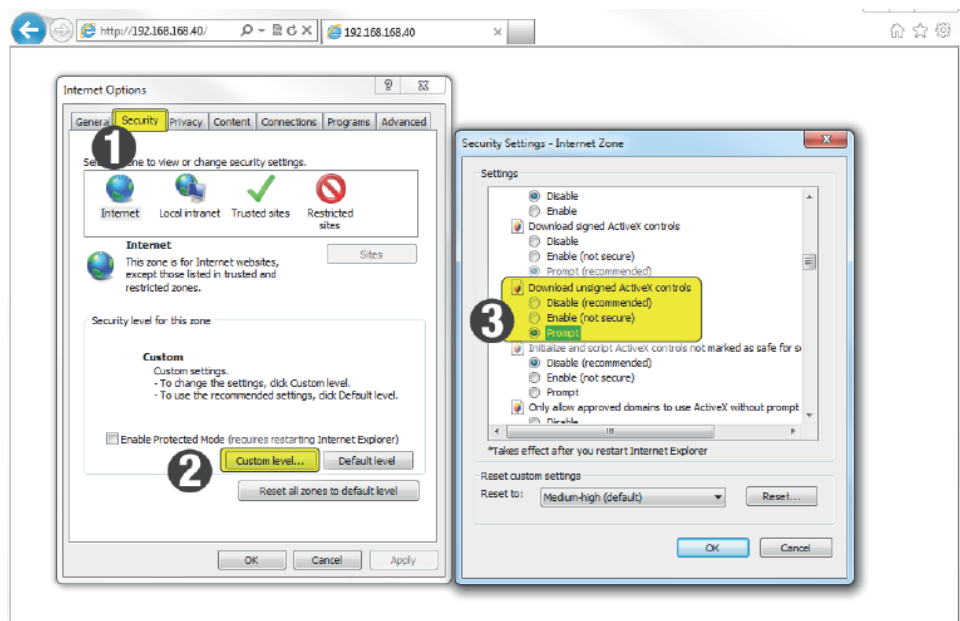 http://192.168.168.40/
192.168.168.40
Internet Options
General Security Privacy Content Connections Programs Advanced
1
zone to view or change security settings.
Internet Local intranet Trusted sites Restricted sites
Internet
This zone is for Internet websites,
except those listed in trusted and
restricted zones.
Sites
Security level for this zone
Custom
Custom settings.
- To change the settings, click Custom level.
- To use the recommended settings, click Default level.
Enable Protected Mode (requires restarting Internet Explorer)
2
Custom level... Default level
Reset all zones to default level
OK Cancel Apply
Security Settings - Internet Zone
Settings
Disable
Enable
Download signed ActiveX controls
Disable
Enable (not secure)
Prompt (recommended)
Download unsigned ActiveX controls
Disable (recommended)
3
Enable (not secure)
Prompt
Initialize and script ActiveX controls not marked as safe for s
Disable (recommended)
Enable (not secure)
Prompt
Only allow approved domains to use ActiveX without prompt
Disable
*Takes effect after you restart Internet Explorer
Reset custom settings
Reset to: Medium-high (default) Reset...
OK Cancel